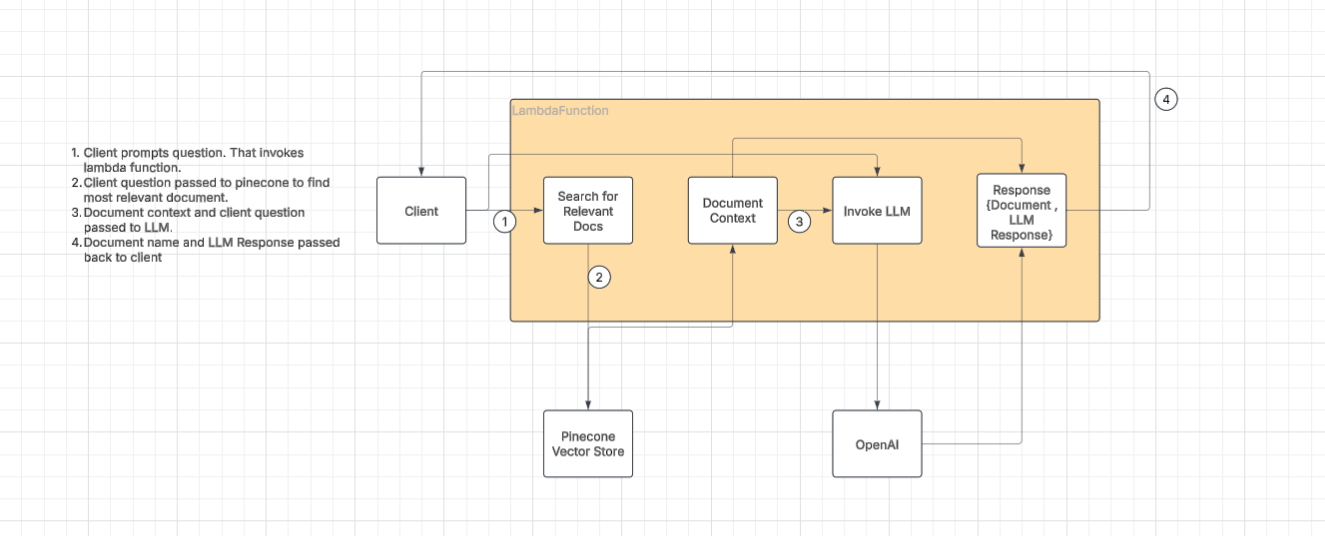 4
LambdaFunction
1. Client prompts question. That invokes
lambda function.
2. Client question passed to pinecone to find
most relevant document.
3. Document context and client question
passed to LLM.
4. Document name and LLM Response passed
back to client
Client
1
Search for
Relevant
Docs
Document
Context
3
Invoke LLM
Response
{Document ,
LLM
Response}
2
Pinecone
Vector Store
OpenAI